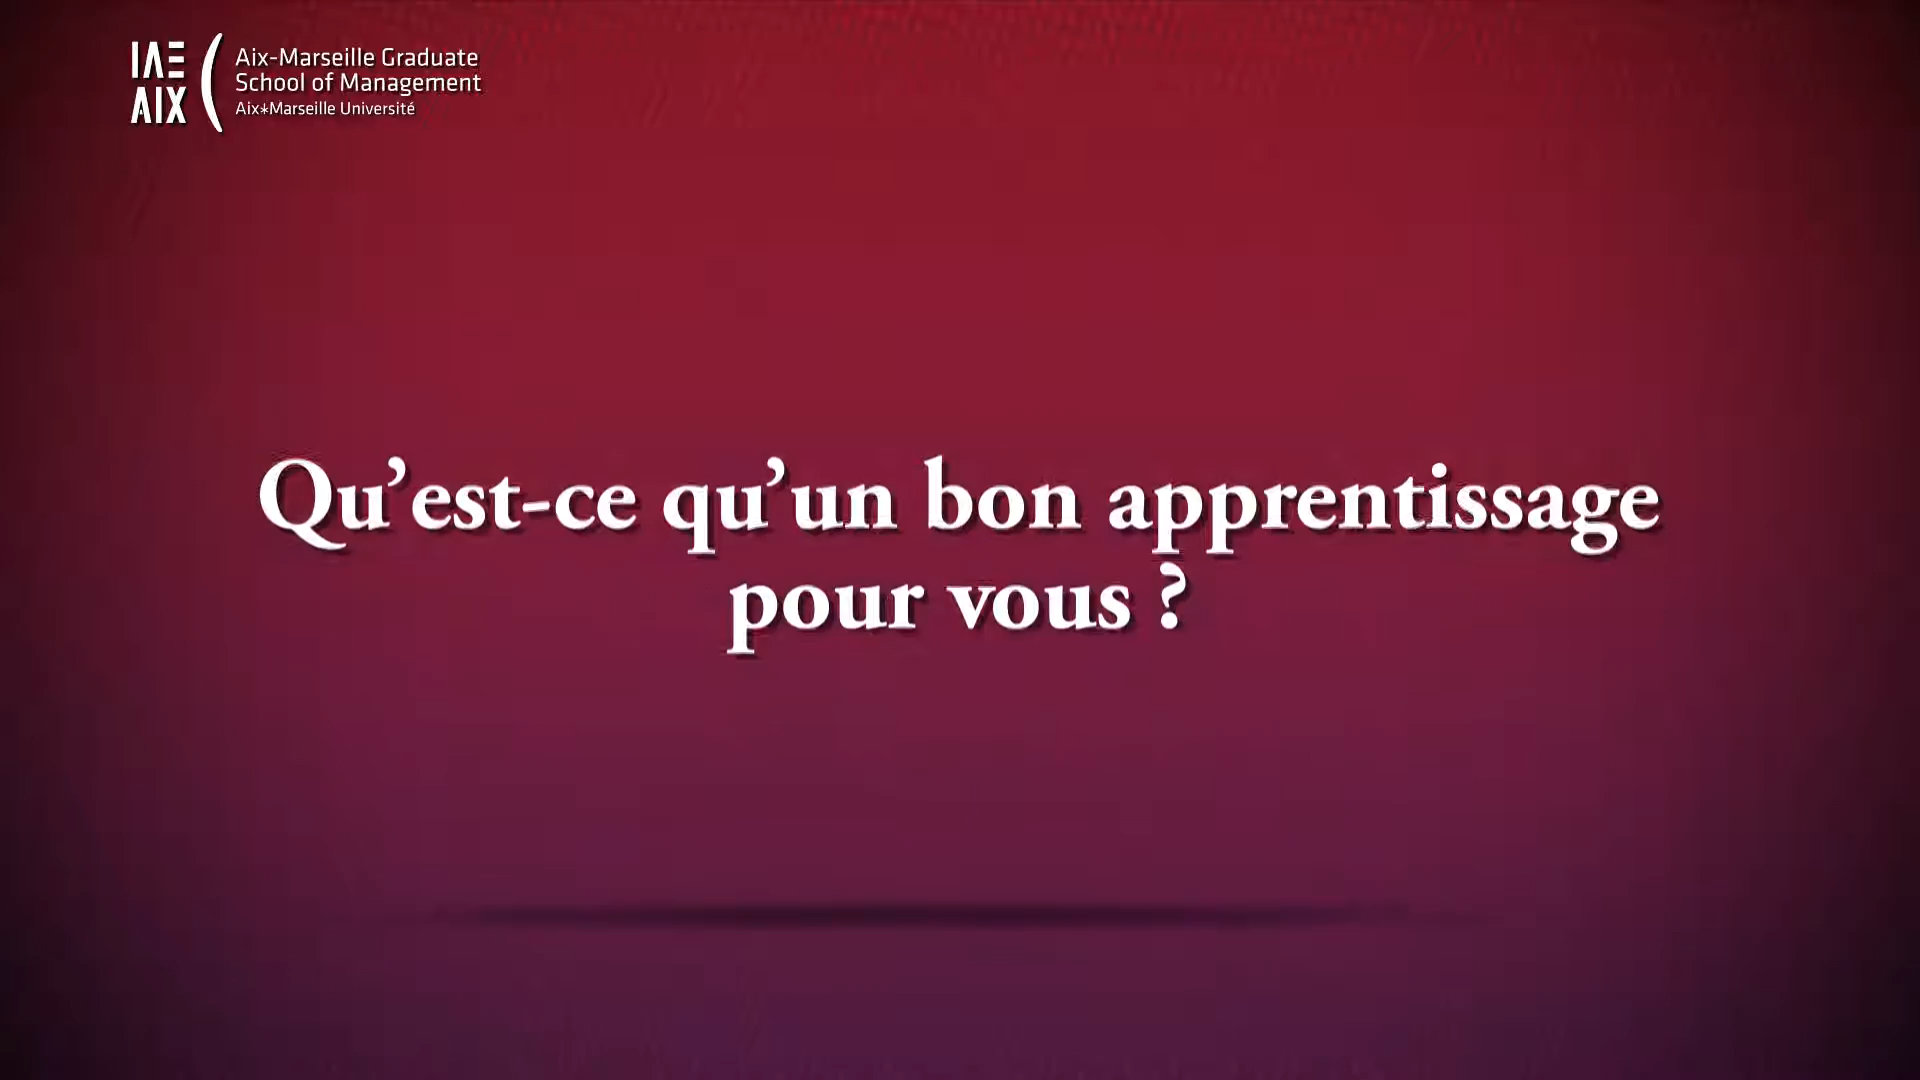 IAE
AIX
Aix-Marseille Graduate
School of Management
Aix*Marseille Université
Qu’est-ce qu’un bon apprentissage
pour vous ?